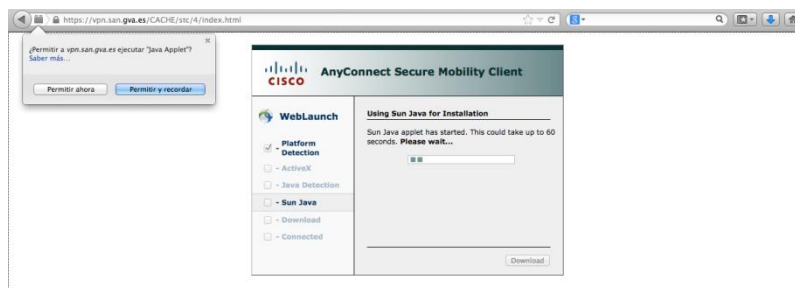 https://vpn.san.gva.es/CACHE/stc/4/index.html
¿Permitir a vpn.san.gva.es ejecutar "Java Applet"?
Saber más...
Permitir ahora
Permitir y recordar
CISCO
AnyConnect Secure Mobility Client
WebLaunch
- Platform
Detection
- ActiveX
- Java Detection
- Sun Java
- Download
- Connected
Using Sun Java for Installation
Sun Java applet has started. This could take up to 60
seconds. Please wait...
Download